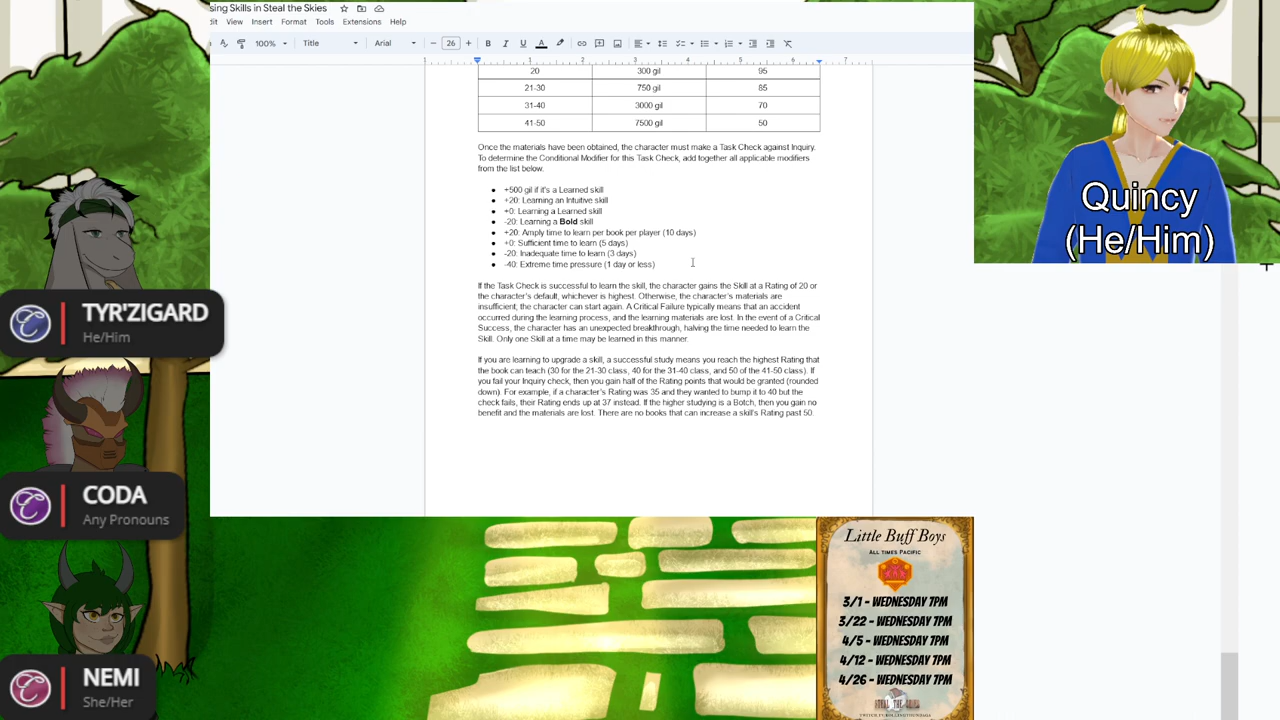 sing Skills in Steal the Skies
dit View Insert Format Tools Extensions Help
100% Title Arial 26 B I U A
1 1 2 3 4 5 6 7
20 300 gil 95
21-30 750 gil 85
31-40 3000 gil 70
41-50 7500 gil 50
Once the materials have been obtained, the character must make a Task Check against Inquiry.
To determine the Conditional Modifier for this Task Check, add together all applicable modifiers
from the list below.
+500 gil if it's a Learned skill
+20: Learning an Intuitive skill
+0: Learning a Learned skill
-20: Learning a Bold skill
+20: Amply time to learn per book per player (10 days)
+0: Sufficient time to learn (5 days)
-20: Inadequate time to learn (3 days)
-40: Extreme time pressure (1 day or less)
If the Task Check is successful to learn the skill, the character gains the Skill at a Rating of 20 or
the character's default, whichever is highest. Otherwise, the character's materials are
insufficient; the character can start again. A Critical Failure typically means that an accident
occurred during the learning process, and the learning materials are lost. In the event of a Critical
Success, the character has an unexpected breakthrough, halving the time needed to learn the
Skill. Only one Skill at a time may be learned in this manner.
If you are learning to upgrade a skill, a successful study means you reach the highest Rating that
the book can teach (30 for the 21-30 class, 40 for the 31-40 class, and 50 of the 41-50 class). If
you fail your Inquiry check, then you gain half of the Rating points that would be granted (rounded
down). For example, if a character's Rating was 35 and they wanted to bump it to 40 but the
check fails, their Rating ends up at 37 instead. If the higher studying is a Botch, then you gain no
benefit and the materials are lost. There are no books that can increase a skill's Rating past 50.
Quincy
(He/Him)
TYR'ZIGARD
He/Him
CODA
Any Pronouns
NEMI
She/Her
Little Buff Boys
ALL TIMES PACIFIC
3/1 - WEDNESDAY 7PM
3/22 - WEDNESDAY 7PM
4/5 - WEDNESDAY 7PM
4/12 - WEDNESDAY 7PM
4/26 - WEDNESDAY 7PM
STEAL THE